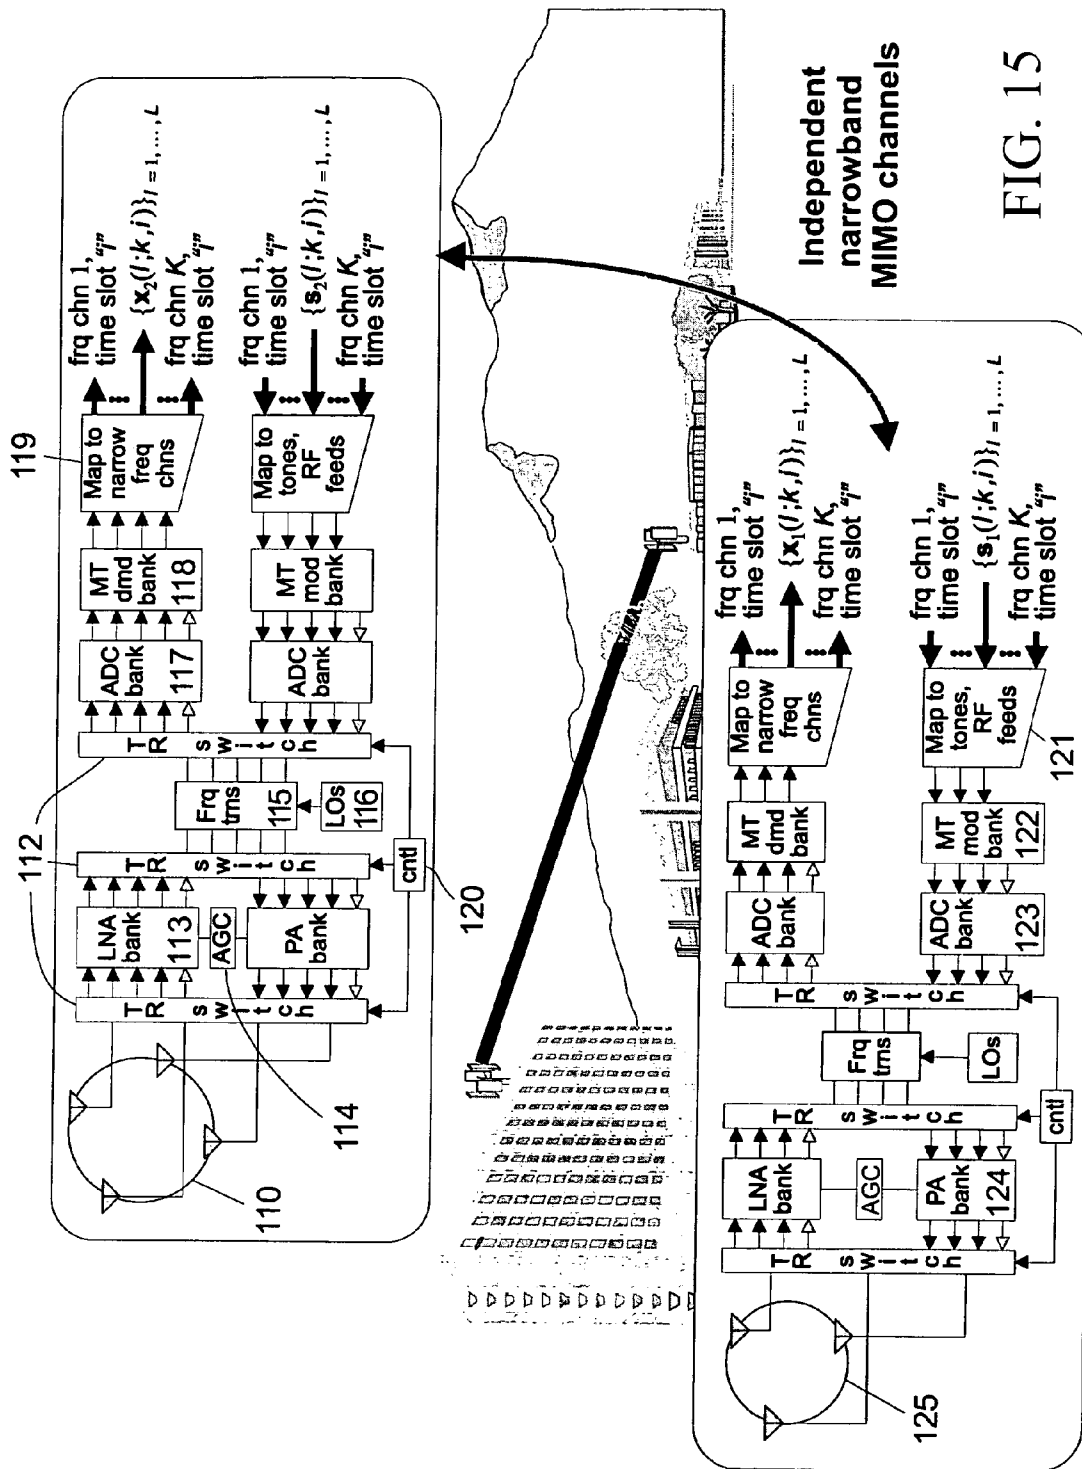 119
Map to
narrow
freq
chns
frq chn 1,
time slot "i"
{x₂(l;k,i)}l = 1,...,L
frq chn K,
time slot "i"
MT
dmd
bank
118
ADC
bank
117
112
T R switch
T R switch
T R switch
Frq
trns
115
LOs
116
LNA
bank
113
AGC
PA
bank
ADC
bank
MT
mod
bank
Map to
tones,
RF
feeds
frq chn 1,
time slot "i"
{s₂(l;k,i)}l = 1,...,L
frq chn K,
time slot "i"
cntl
120
114
110
Independent
narrowband
MIMO channels
T R switch
T R switch
T R switch
LNA
bank
AGC
PA
bank
124
Frq
trns
LOs
cntl
ADC
bank
MT
dmd
bank
Map to
narrow
freq
chns
frq chn 1,
time slot "i"
{x₁(l;k,i)}l = 1,...,L
frq chn K,
time slot "i"
ADC
bank
123
MT
mod
bank
122
Map to
tones,
RF
feeds
121
frq chn 1,
time slot "i"
{s₁(l;k,i)}l = 1,...,L
frq chn K,
time slot "i"
125
FIG. 15